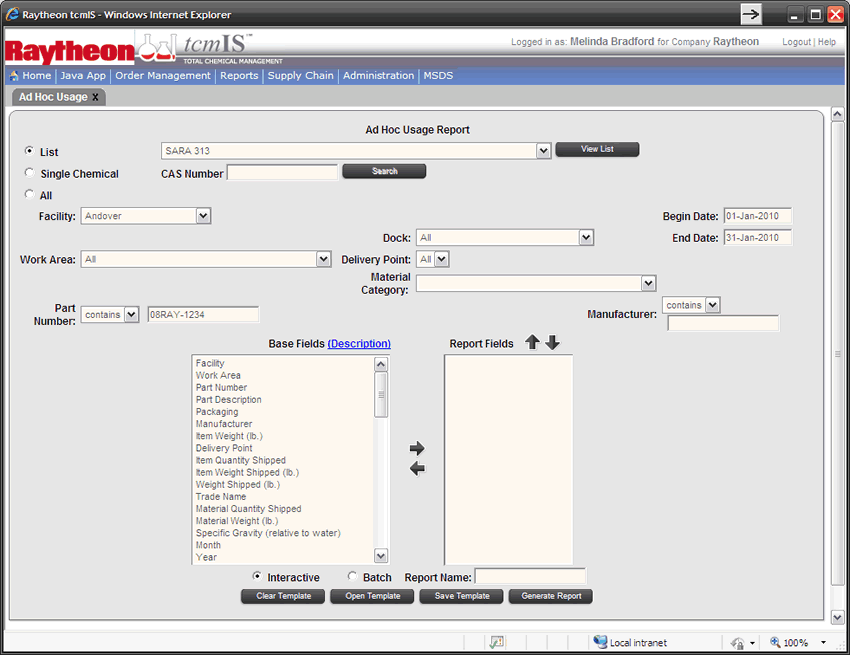 Raytheon tcmIS - Windows Internet Explorer
Raytheon tcmIS™
TOTAL CHEMICAL MANAGEMENT
Logged in as: Melinda Bradford for Company Raytheon Logout | Help
Home | Java App | Order Management | Reports | Supply Chain | Administration | MSDS
Ad Hoc Usage X
Ad Hoc Usage Report
List SARA 313 View List
Single Chemical CAS Number Search
All
Facility: Andover Begin Date: 01-Jan-2010
Dock: All End Date: 31-Jan-2010
Work Area: All Delivery Point: All
Material
Category:
Part
Number: contains 08RAY-1234 Manufacturer: contains
Base Fields (Description) Report Fields
Facility
Work Area
Part Number
Part Description
Packaging
Manufacturer
Item Weight (lb.)
Delivery Point
Item Quantity Shipped
Item Weight Shipped (lb.)
Weight Shipped (lb.)
Trade Name
Material Quantity Shipped
Material Weight (lb.)
Specific Gravity (relative to water)
Month
Year
Interactive Batch Report Name:
Clear Template Open Template Save Template Generate Report
Local intranet 100%